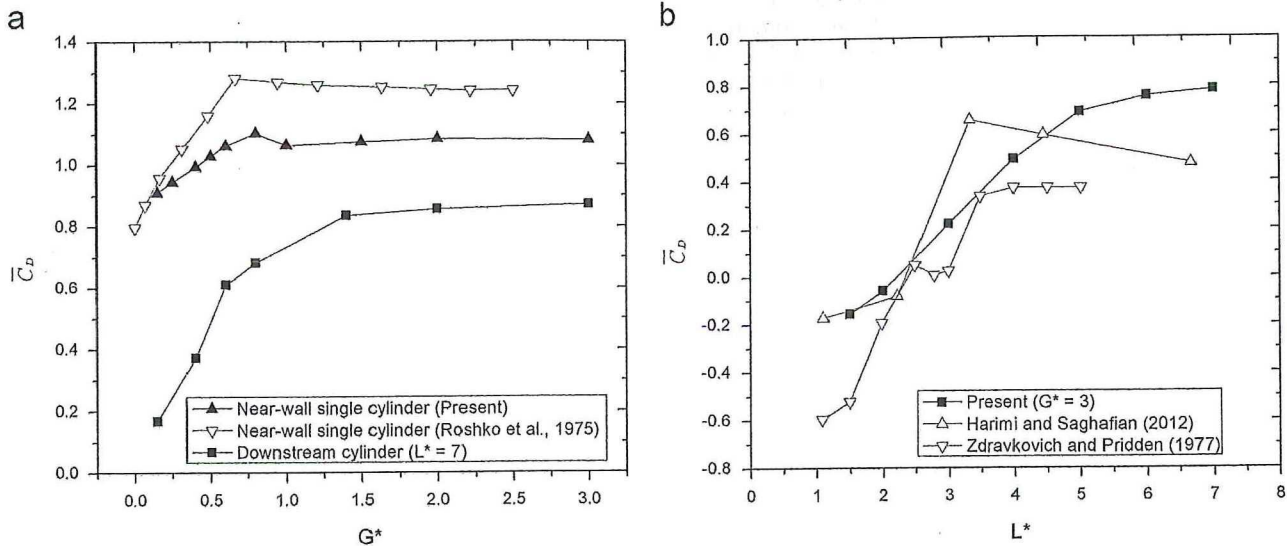 a
1.4
1.2
1.0
0.8
0.6
0.4
0.2
0.0
C̄_D
Near-wall single cylinder (Present)
Near-wall single cylinder (Roshko et al., 1975)
Downstream cylinder (L* = 7)
0.0 0.5 1.0 1.5 2.0 2.5 3.0
G*
b
1.0
0.8
0.6
0.4
0.2
0.0
-0.2
-0.4
-0.6
-0.8
C̄_D
Present (G* = 3)
Harimi and Saghafian (2012)
Zdravkovich and Pridden (1977)
0 1 2 3 4 5 6 7 8
L*